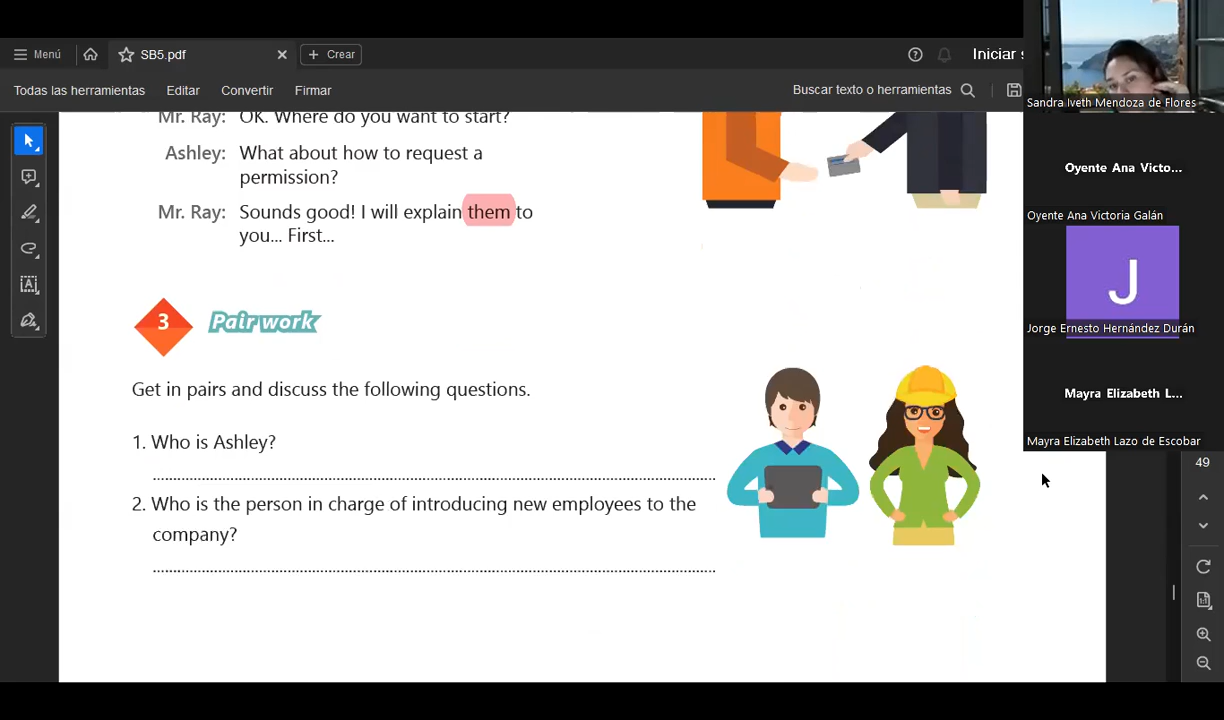 Menú
SB5.pdf
Crear
Iniciar s
Todas las herramientas
Editar
Convertir
Firmar
Buscar texto o herramientas
Sandra Iveth Mendoza de Flores
Mr. Ray: OK. Where do you want to start?
Ashley: What about how to request a
permission?
Mr. Ray: Sounds good! I will explain them to
you... First...
3 Pair work
Get in pairs and discuss the following questions.
1. Who is Ashley?
2. Who is the person in charge of introducing new employees to the
company?
Oyente Ana Victo...
Oyente Ana Victoria Galán
J
Jorge Ernesto Hernández Durán
Mayra Elizabeth L...
Mayra Elizabeth Lazo de Escobar
49